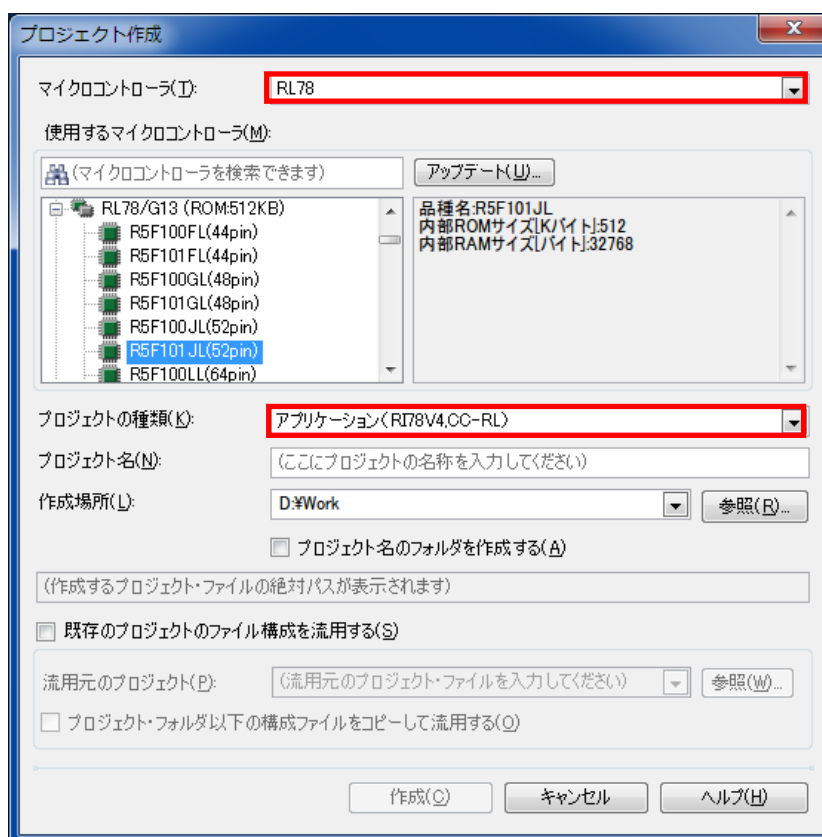 プロジェクト作成
マイクロコントローラ(T): RL78
使用するマイクロコントローラ(M):
(マイクロコントローラを検索できます) アップデート(U)...
RL78/G13 (ROM:512KB)
R5F100FL(44pin)
R5F101FL(44pin)
R5F100GL(48pin)
R5F101GL(48pin)
R5F100JL(52pin)
R5F101JL(52pin)
R5F100LL(64pin)
品種名:R5F101JL
内部ROMサイズ[Kバイト]:512
内部RAMサイズ[バイト]:32768
プロジェクトの種類(K): アプリケーション(RI78V4,CC-RL)
プロジェクト名(N): (ここにプロジェクトの名称を入力してください)
作成場所(L): D:¥Work 参照(R)...
プロジェクト名のフォルダを作成する(A)
(作成するプロジェクト・ファイルの絶対パスが表示されます)
既存のプロジェクトのファイル構成を流用する(S)
流用元のプロジェクト(P): (流用元のプロジェクト・ファイルを入力してください) 参照(W)...
プロジェクト・フォルダ以下の構成ファイルをコピーして流用する(O)
作成(C) キャンセル ヘルプ(H)